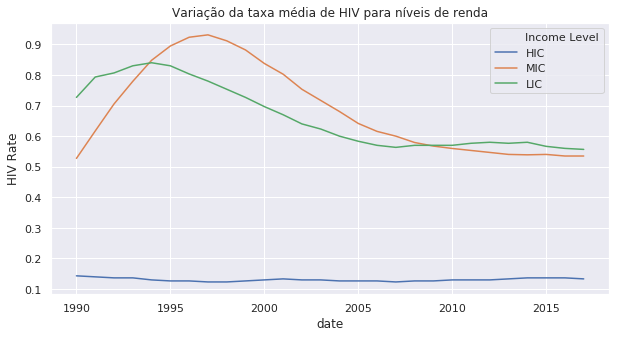 Variação da taxa média de HIV para níveis de renda
Income Level
HIC
MIC
LIC
HIV Rate
0.9
0.8
0.7
0.6
0.5
0.4
0.3
0.2
0.1
1990 1995 2000 2005 2010 2015
date